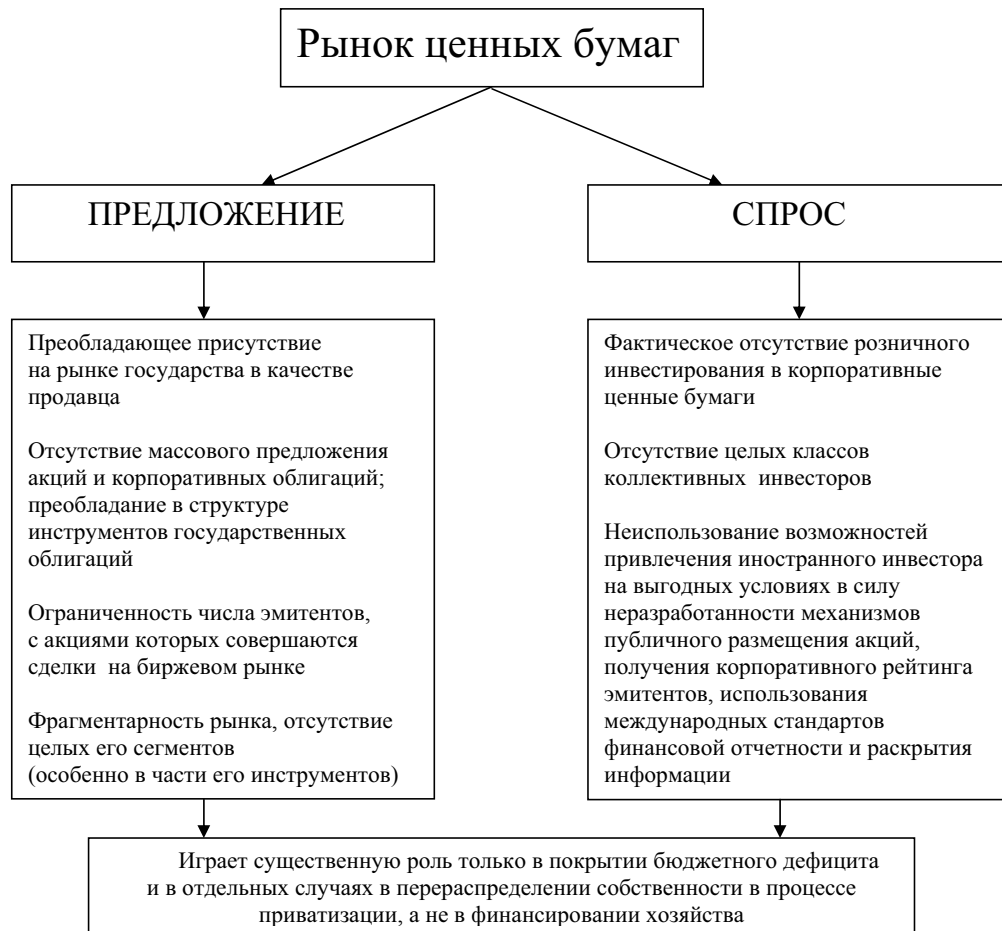 Рынок ценных бумаг
ПРЕДЛОЖЕНИЕ
СПРОС
Преобладающее присутствие
на рынке государства в качестве
продавца
Отсутствие массового предложения
акций и корпоративных облигаций;
преобладание в структуре
инструментов государственных
облигаций
Ограниченность числа эмитентов,
с акциями которых совершаются
сделки на биржевом рынке
Фрагментарность рынка, отсутствие
целых его сегментов
(особенно в части его инструментов)
Фактическое отсутствие розничного
инвестирования в корпоративные
ценные бумаги
Отсутствие целых классов
коллективных инвесторов
Неиспользование возможностей
привлечения иностранного инвестора
на выгодных условиях в силу
неразработанности механизмов
публичного размещения акций,
получения корпоративного рейтинга
эмитентов, использования
международных стандартов
финансовой отчетности и раскрытия
информации
Играет существенную роль только в покрытии бюджетного дефицита
и в отдельных случаях в перераспределении собственности в процессе
приватизации, а не в финансировании хозяйства